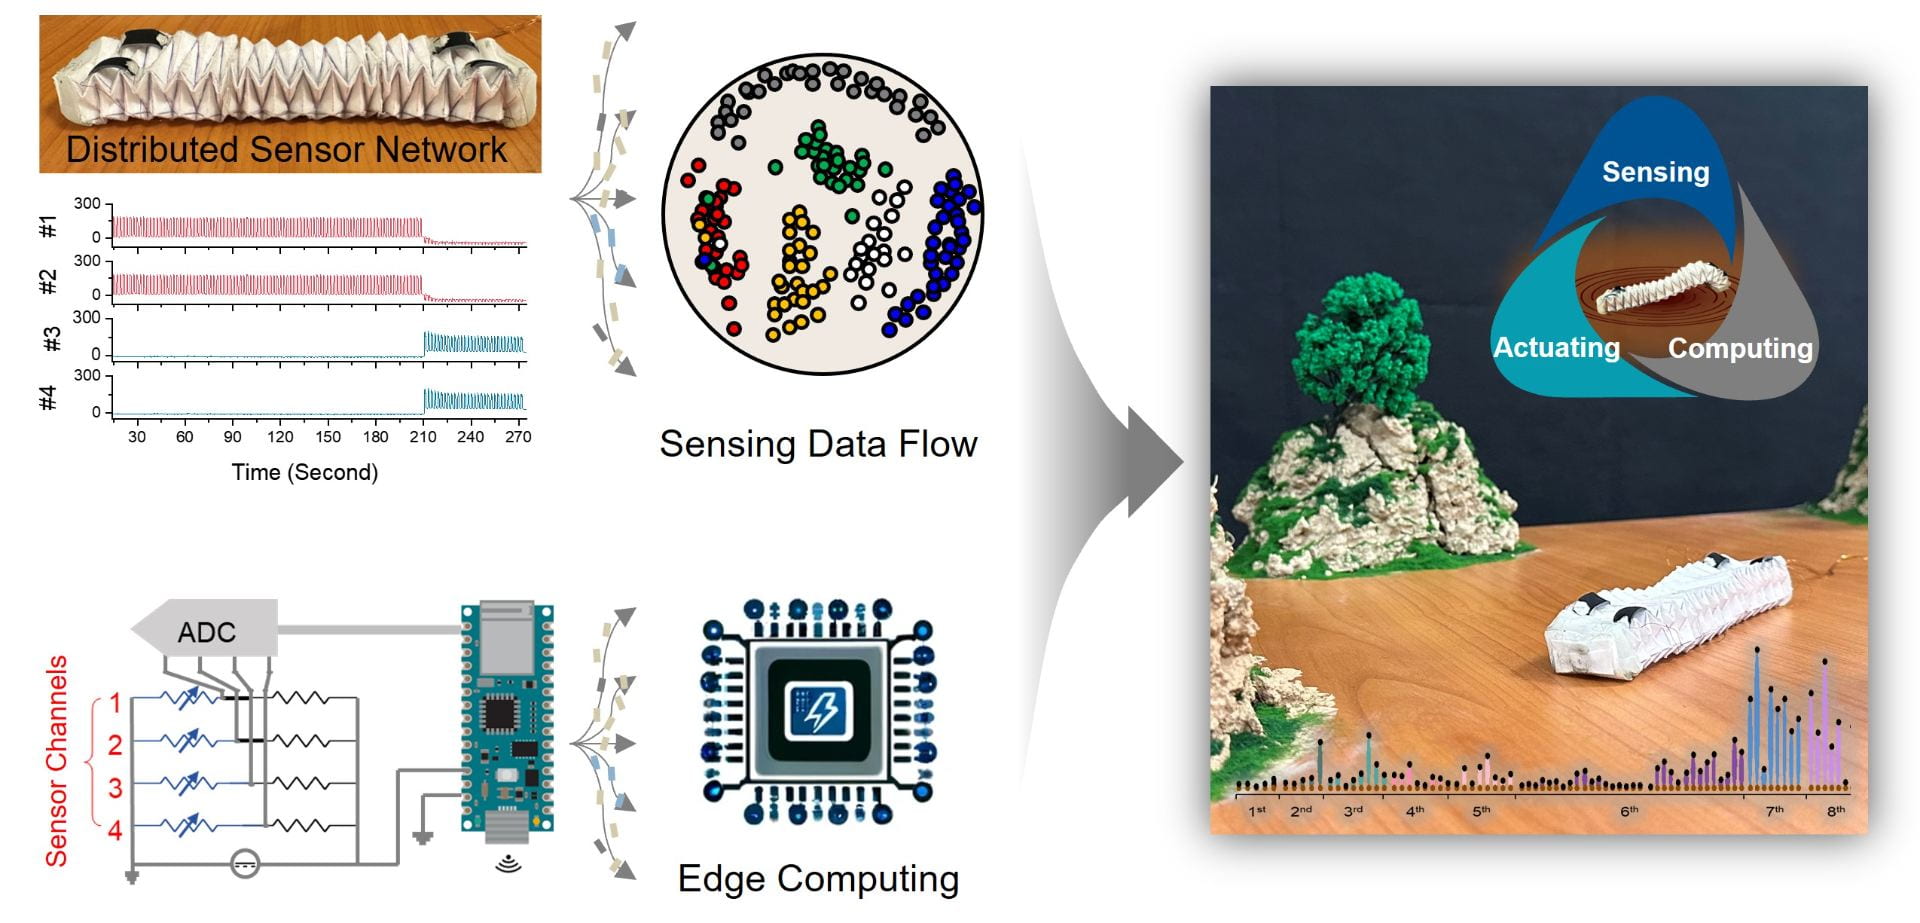 Distributed Sensor Network
#1
300
0
#2
300
0
#3
300
0
#4
300
0
30 60 90 120 150 180 210 240 270
Time (Second)
Sensing Data Flow
ADC
Sensor Channels
1
2
3
4
Edge Computing
Sensing
Actuating
Computing
1st 2nd 3rd 4th 5th 6th 7th 8th